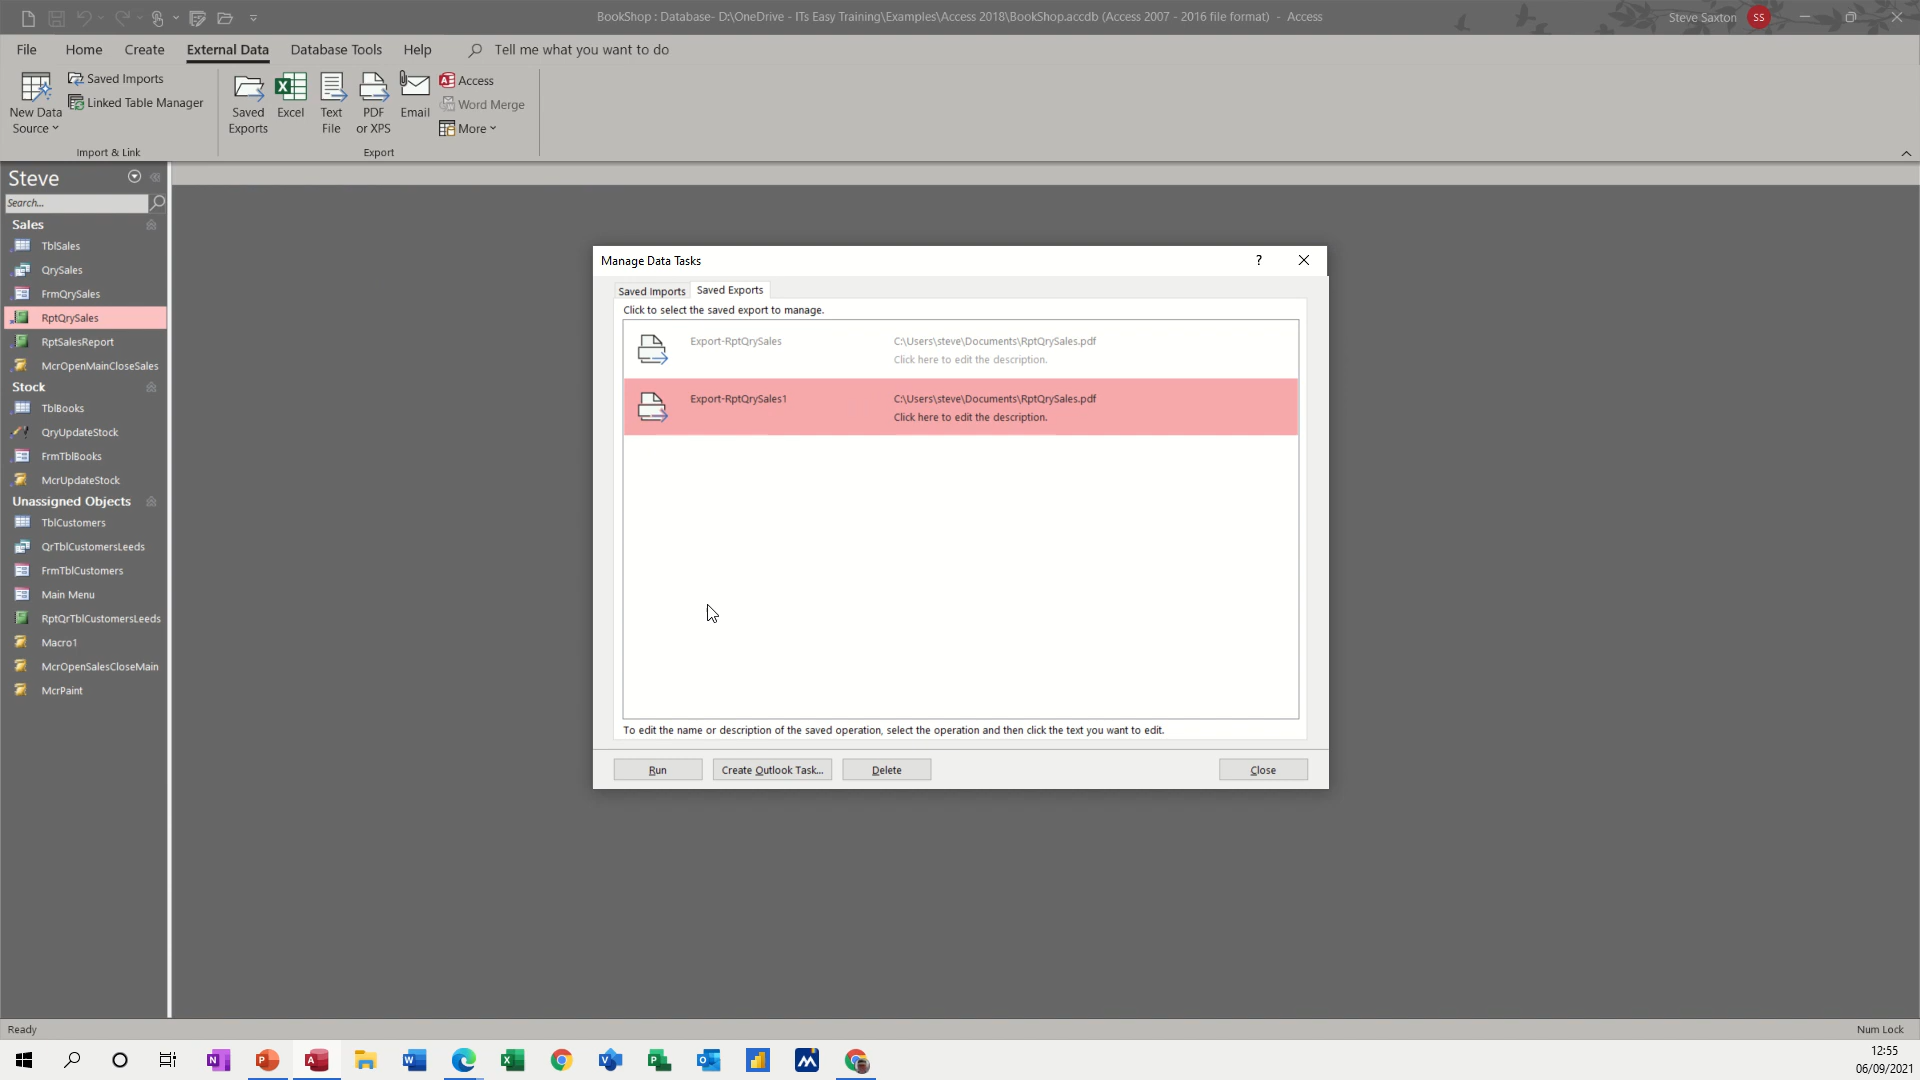 BookShop : Database- D:\OneDrive - ITs Easy Training\Examples\Access 2018\BookShop.accdb (Access 2007 - 2016 file format) - Access
Steve Saxton SS
File Home Create External Data Database Tools Help Tell me what you want to do
New Data Source
Saved Imports
Linked Table Manager
Import & Link
Saved Exports
Excel
Text File
PDF or XPS
Email
Access
Word Merge
More
Export
Steve
Search...
Sales
TblSales
QrySales
FrmQrySales
RptQrySales
RptSalesReport
McrOpenMainCloseSales
Stock
TblBooks
QryUpdateStock
FrmTblBooks
McrUpdateStock
Unassigned Objects
TblCustomers
QrTblCustomersLeeds
FrmTblCustomers
Main Menu
RptQrTblCustomersLeeds
Macro1
McrOpenSalesCloseMain
McrPaint
Manage Data Tasks
?
Saved Imports Saved Exports
Click to select the saved export to manage.
Export-RptQrySales C:\Users\steve\Documents\RptQrySales.pdf
Click here to edit the description.
Export-RptQrySales1 C:\Users\steve\Documents\RptQrySales.pdf
Click here to edit the description.
To edit the name or description of the saved operation, select the operation and then click the text you want to edit.
Run Create Outlook Task... Delete Close
Ready
Num Lock
12:55
06/09/2021